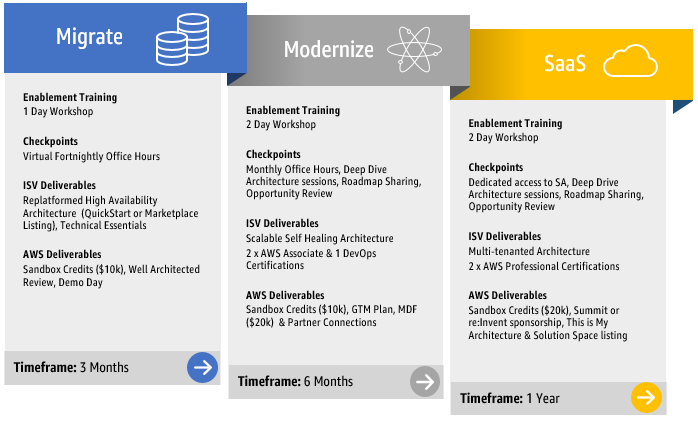 Migrate
Enablement Training
1 Day Workshop
Checkpoints
Virtual Fortnightly Office Hours
ISV Deliverables
Replatformed High Availability
Architecture (QuickStart or Marketplace
Listing), Technical Essentials
AWS Deliverables
Sandbox Credits ($10k), Well Architected
Review, Demo Day
Timeframe: 3 Months
Modernize
Enablement Training
2 Day Workshop
Checkpoints
Monthly Office Hours, Deep Dive
Architecture sessions, Roadmap Sharing,
Opportunity Review
ISV Deliverables
Scalable Self Healing Architecture
2 x AWS Associate & 1 DevOps
Certifications
AWS Deliverables
Sandbox Credits ($10k), GTM Plan, MDF
($20k) & Partner Connections
Timeframe: 6 Months
SaaS
Enablement Training
2 Day Workshop
Checkpoints
Dedicated access to SA, Deep Drive
Architecture sessions, Roadmap Sharing,
Opportunity Review
ISV Deliverables
Multi-tenanted Architecture
2 x AWS Professional Certifications
AWS Deliverables
Sandbox Credits ($20k), Summit or
re:Invent sponsorship, This is My
Architecture & Solution Space listing
Timeframe: 1 Year